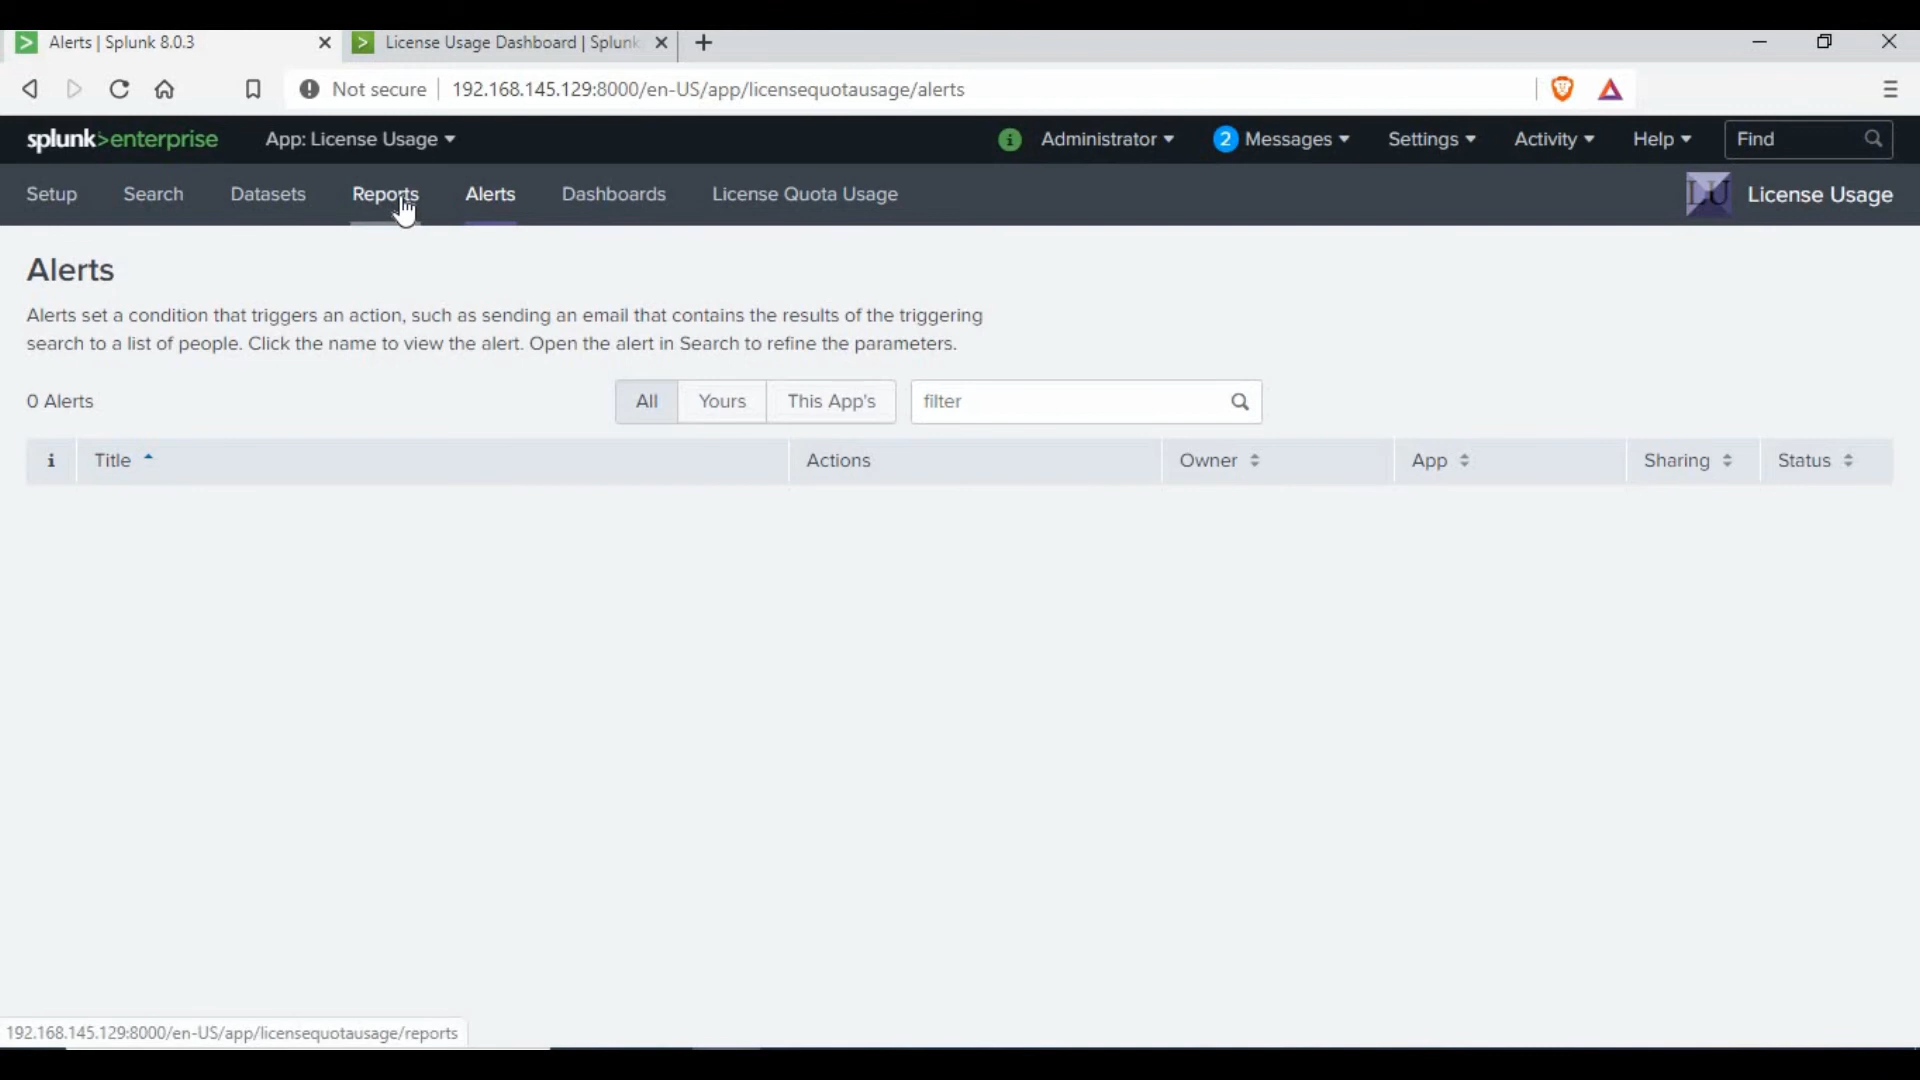 Alerts | Splunk 8.0.3
License Usage Dashboard | Splunk
Not secure
192.168.145.129:8000/en-US/app/licensequotausage/alerts
splunk>enterprise
App: License Usage
Administrator
2 Messages
Settings
Activity
Help
Find
Setup
Search
Datasets
Reports
Alerts
Dashboards
License Quota Usage
LU
License Usage
Alerts
Alerts set a condition that triggers an action, such as sending an email that contains the results of the triggering
search to a list of people. Click the name to view the alert. Open the alert in Search to refine the parameters.
0 Alerts
All
Yours
This App's
filter
i
Title
Actions
Owner
App
Sharing
Status
192.168.145.129:8000/en-US/app/licensequotausage/reports